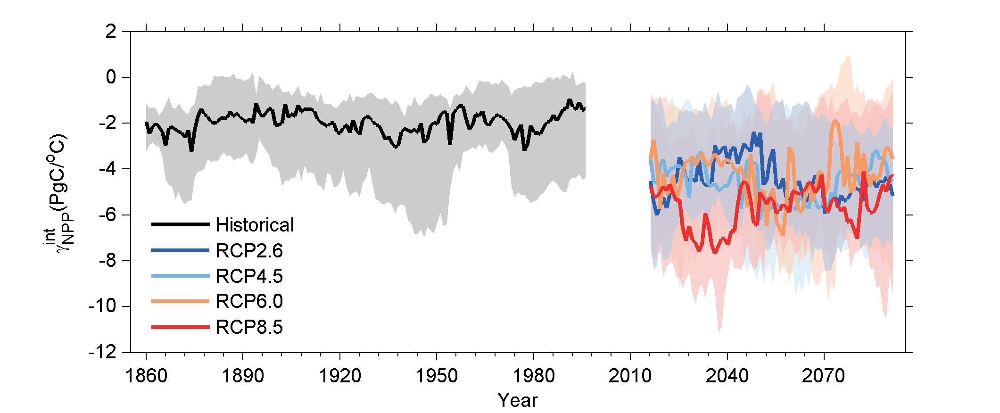 2
0
-2
-4
-6
-8
-10
-12
γ int NPP (PgC/°C)
Historical
RCP2.6
RCP4.5
RCP6.0
RCP8.5
1860 1890 1920 1950 1980 2010 2040 2070
Year